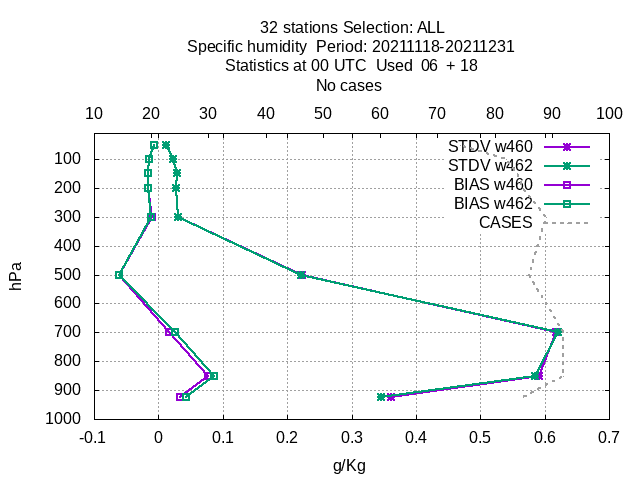 32 stations Selection: ALL
Specific humidity  Period: 20211118-20211231
Statistics at 00 UTC  Used  06  + 18
No cases
10 20 30 40 50 60 70 80 90 100
STDV w460
STDV w462
BIAS w460
BIAS w462
CASES
hPa
100
200
300
400
500
600
700
800
900
1000
-0.1 0 0.1 0.2 0.3 0.4 0.5 0.6 0.7
g/Kg